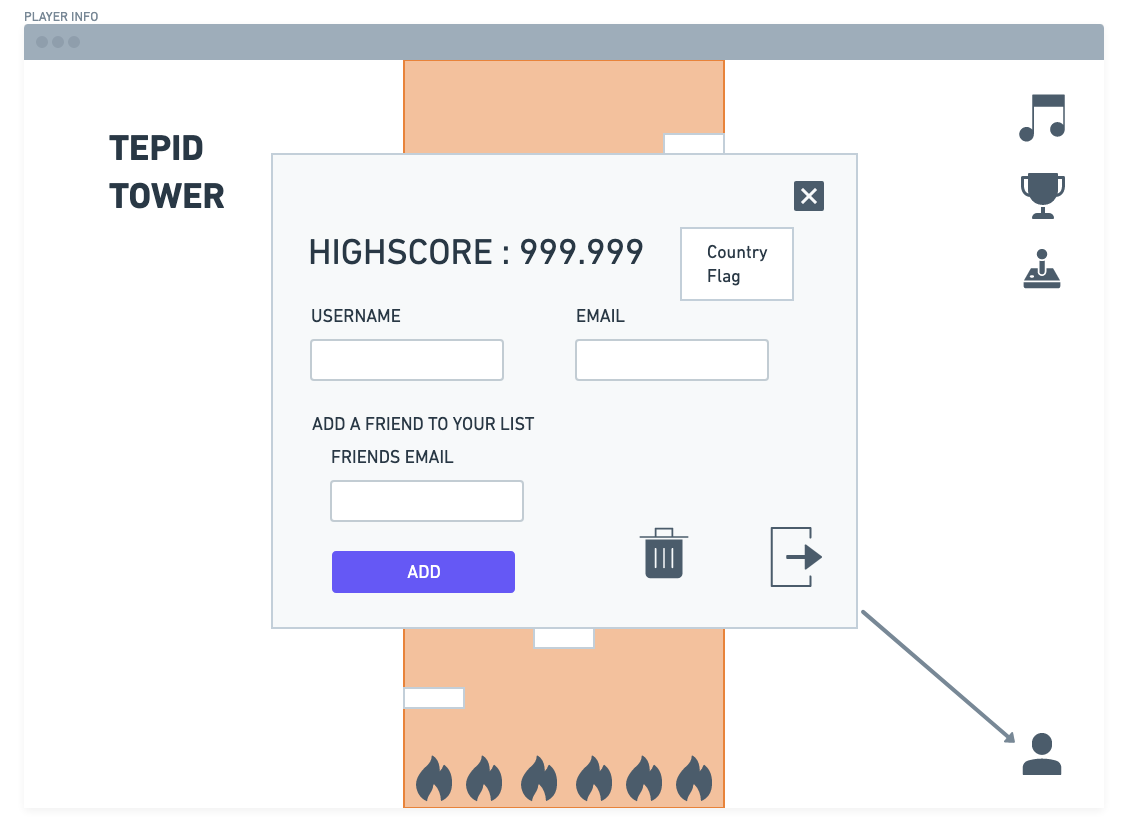 PLAYER INFO
TEPID
TOWER
HIGHSCORE : 999.999
Country
Flag
USERNAME
EMAIL
ADD A FRIEND TO YOUR LIST
FRIENDS EMAIL
ADD